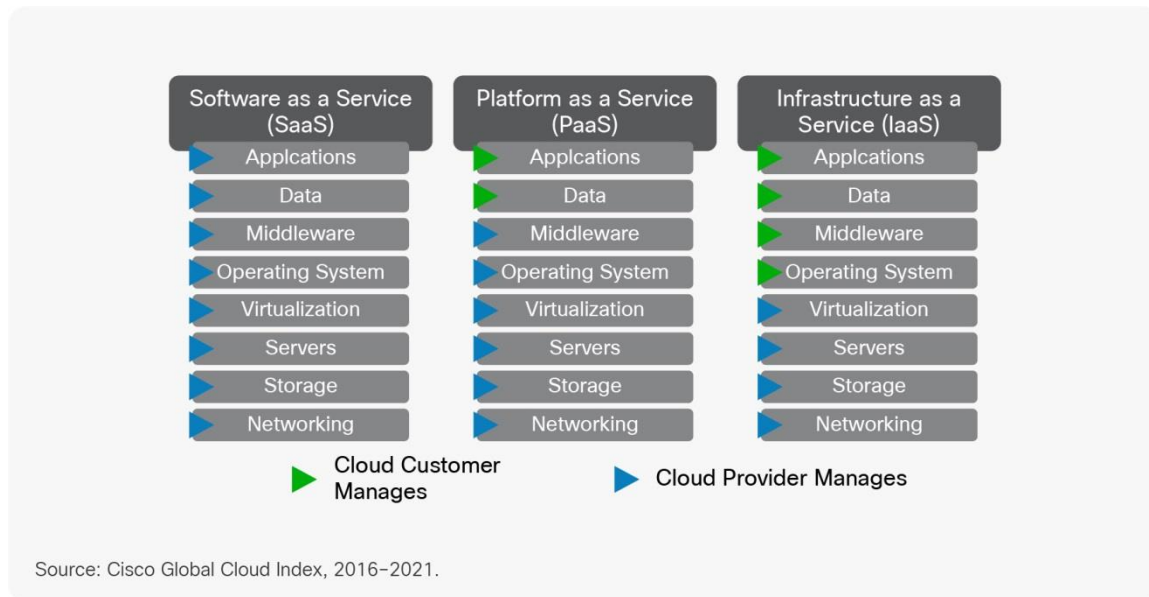 Software as a Service
(SaaS)
Applcations
Data
Middleware
Operating System
Virtualization
Servers
Storage
Networking
Platform as a Service
(PaaS)
Applcations
Data
Middleware
Operating System
Virtualization
Servers
Storage
Networking
Infrastructure as a
Service (IaaS)
Applcations
Data
Middleware
Operating System
Virtualization
Servers
Storage
Networking
Cloud Customer
Manages
Cloud Provider Manages
Source: Cisco Global Cloud Index, 2016–2021.